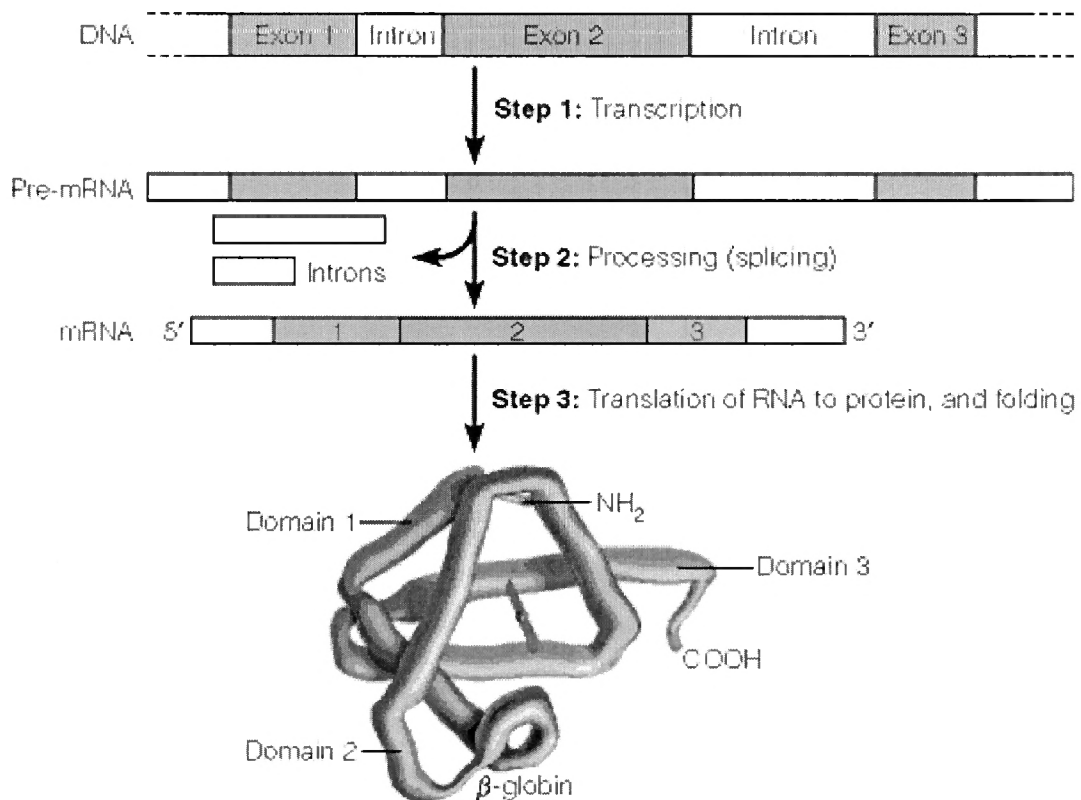 DNA Exon 1 Intron Exon 2 Intron Exon 3
Step 1: Transcription
Pre-mRNA
Step 2: Processing (splicing)
Introns
mRNA 5′ 1 2 3 3′
Step 3: Translation of RNA to protein, and folding
NH₂
Domain 1
Domain 3
COOH
Domain 2
β-globin